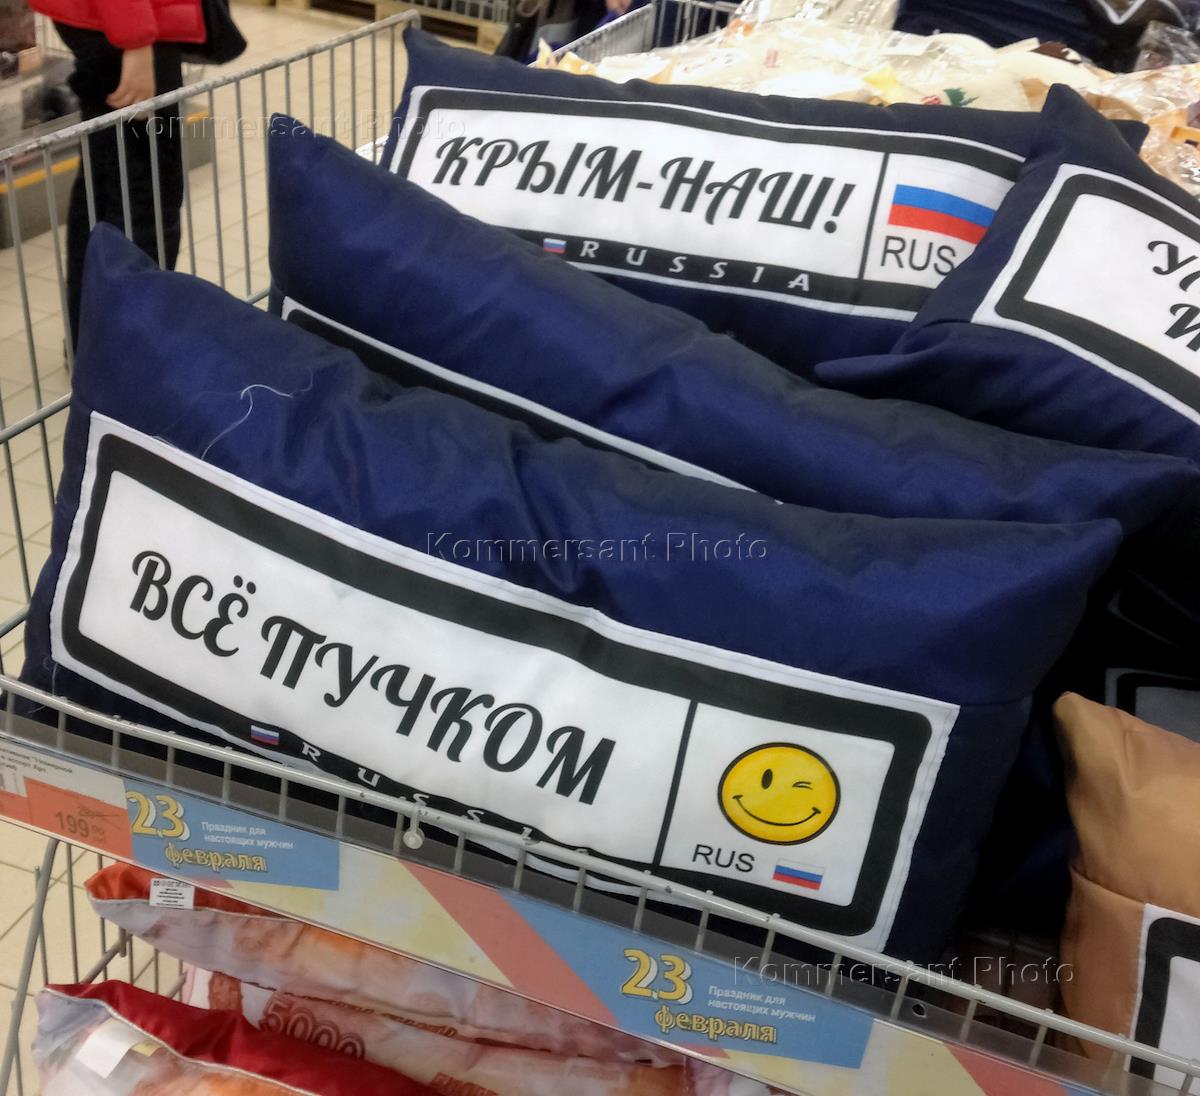 Kommersant Photo
КРЫМ-НАШ!
RUS
RUSSIA
Kommersant Photo
ВСЁ ПУЧКОМ
RUS
199
23
февраля
Праздник для
настоящих мужчин
23
февраля
Праздник для
настоящих мужчин
Kommersant Photo
5000